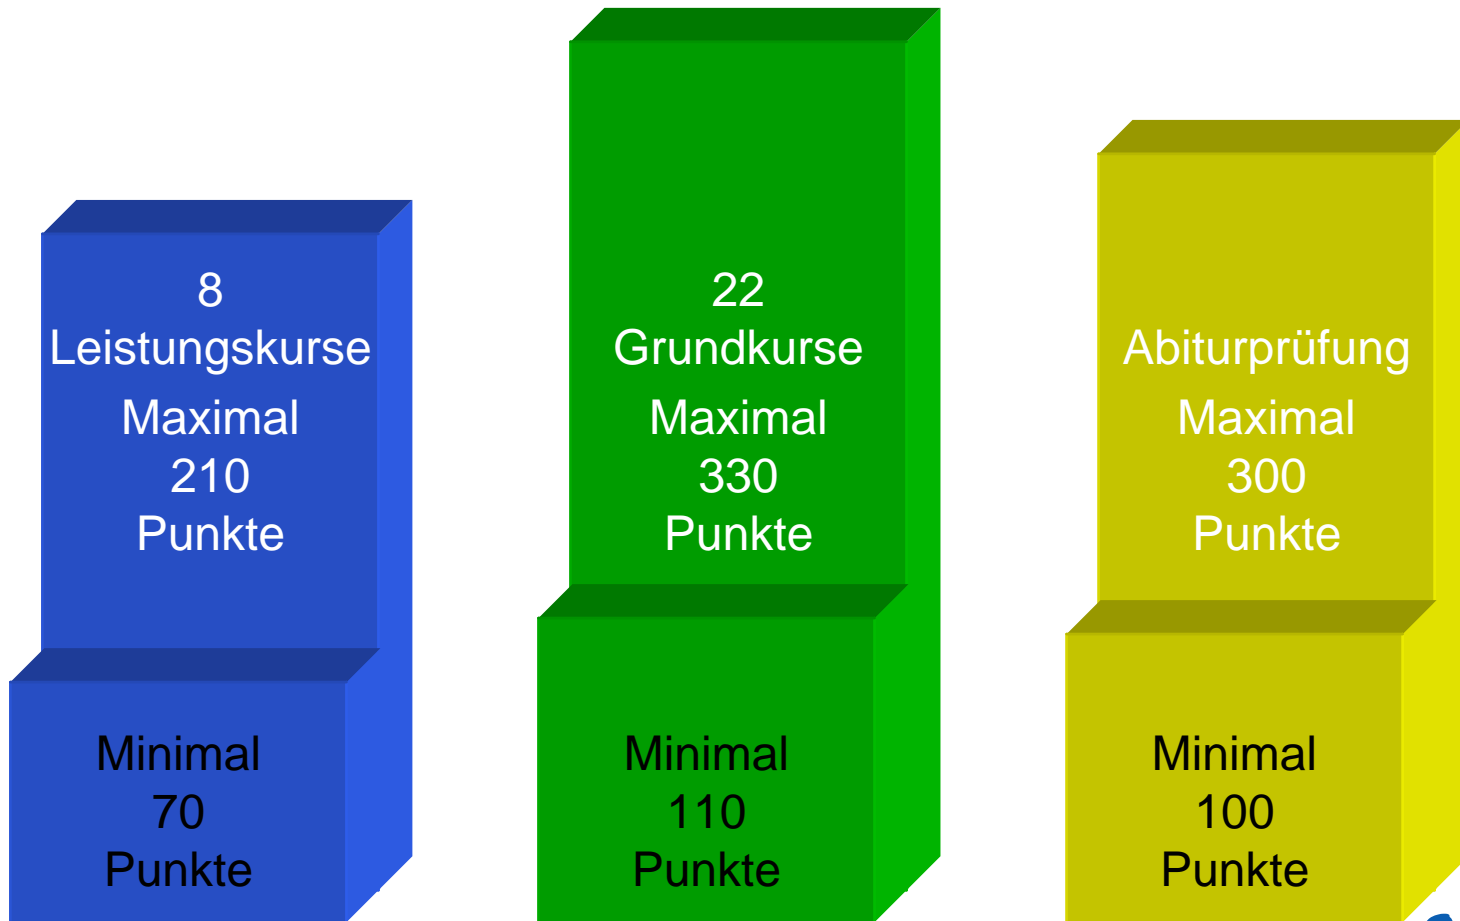 8
Leistungskurse
Maximal
210
Punkte
Minimal
70
Punkte
22
Grundkurse
Maximal
330
Punkte
Minimal
110
Punkte
Abiturprüfung
Maximal
300
Punkte
Minimal
100
Punkte